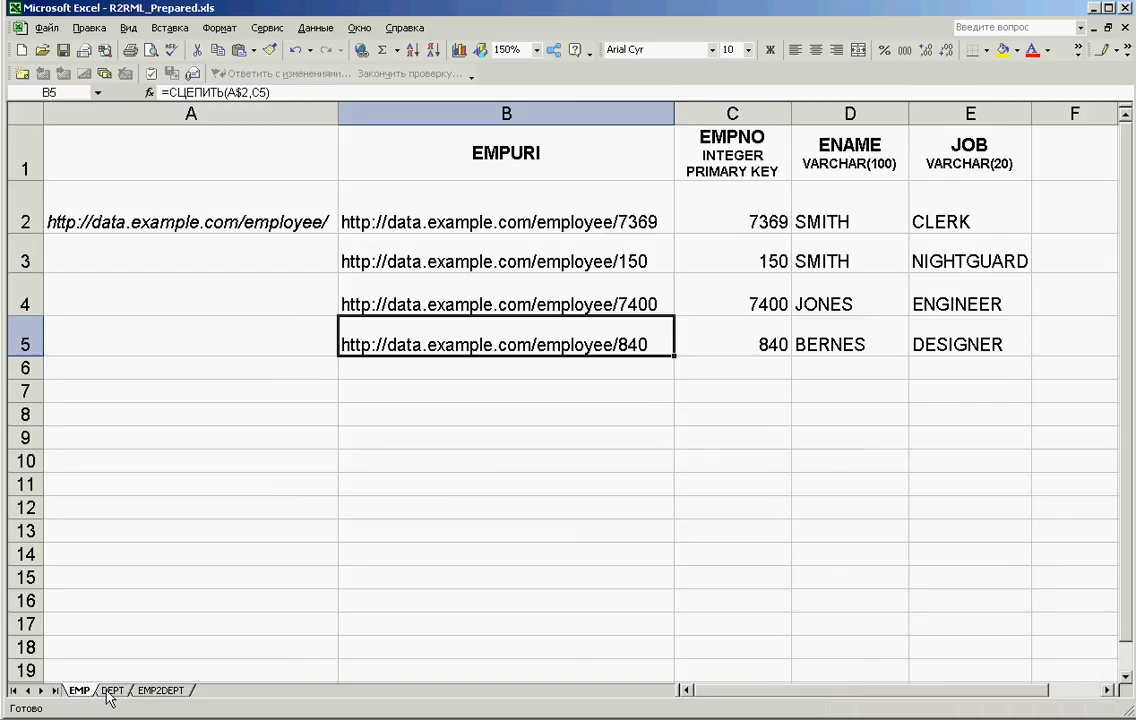 Microsoft Excel - R2RML_Prepared.xls
Файл Правка Вид Вставка Формат Сервис Данные Окно Справка Введите вопрос
150% Arial Cyr 10 Ж % 000
Ответить с изменениями... Закончить проверку...
B5 fx =СЦЕПИТЬ(A$2,C5)
A B C D E F
1 EMPURI EMPNO INTEGER PRIMARY KEY ENAME VARCHAR(100) JOB VARCHAR(20)
2 http://data.example.com/employee/ http://data.example.com/employee/7369 7369 SMITH CLERK
3 http://data.example.com/employee/150 150 SMITH NIGHTGUARD
4 http://data.example.com/employee/7400 7400 JONES ENGINEER
5 http://data.example.com/employee/840 840 BERNES DESIGNER
6
7
8
9
10
11
12
13
14
15
16
17
18
19
EMP DEPT EMP2DEPT
Готово